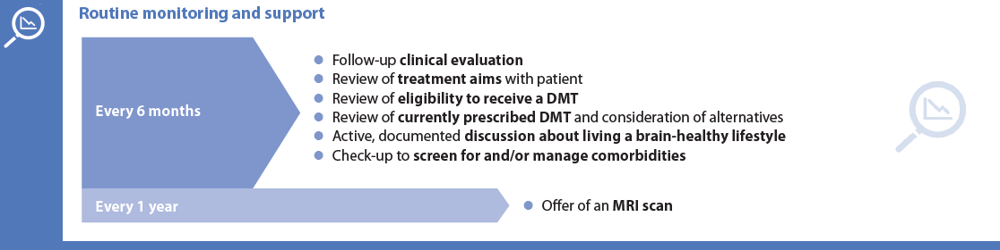 Routine monitoring and support
Every 6 months
● Follow-up clinical evaluation
● Review of treatment aims with patient
● Review of eligibility to receive a DMT
● Review of currently prescribed DMT and consideration of alternatives
● Active, documented discussion about living a brain-healthy lifestyle
● Check-up to screen for and/or manage comorbidities
Every 1 year
● Offer of an MRI scan